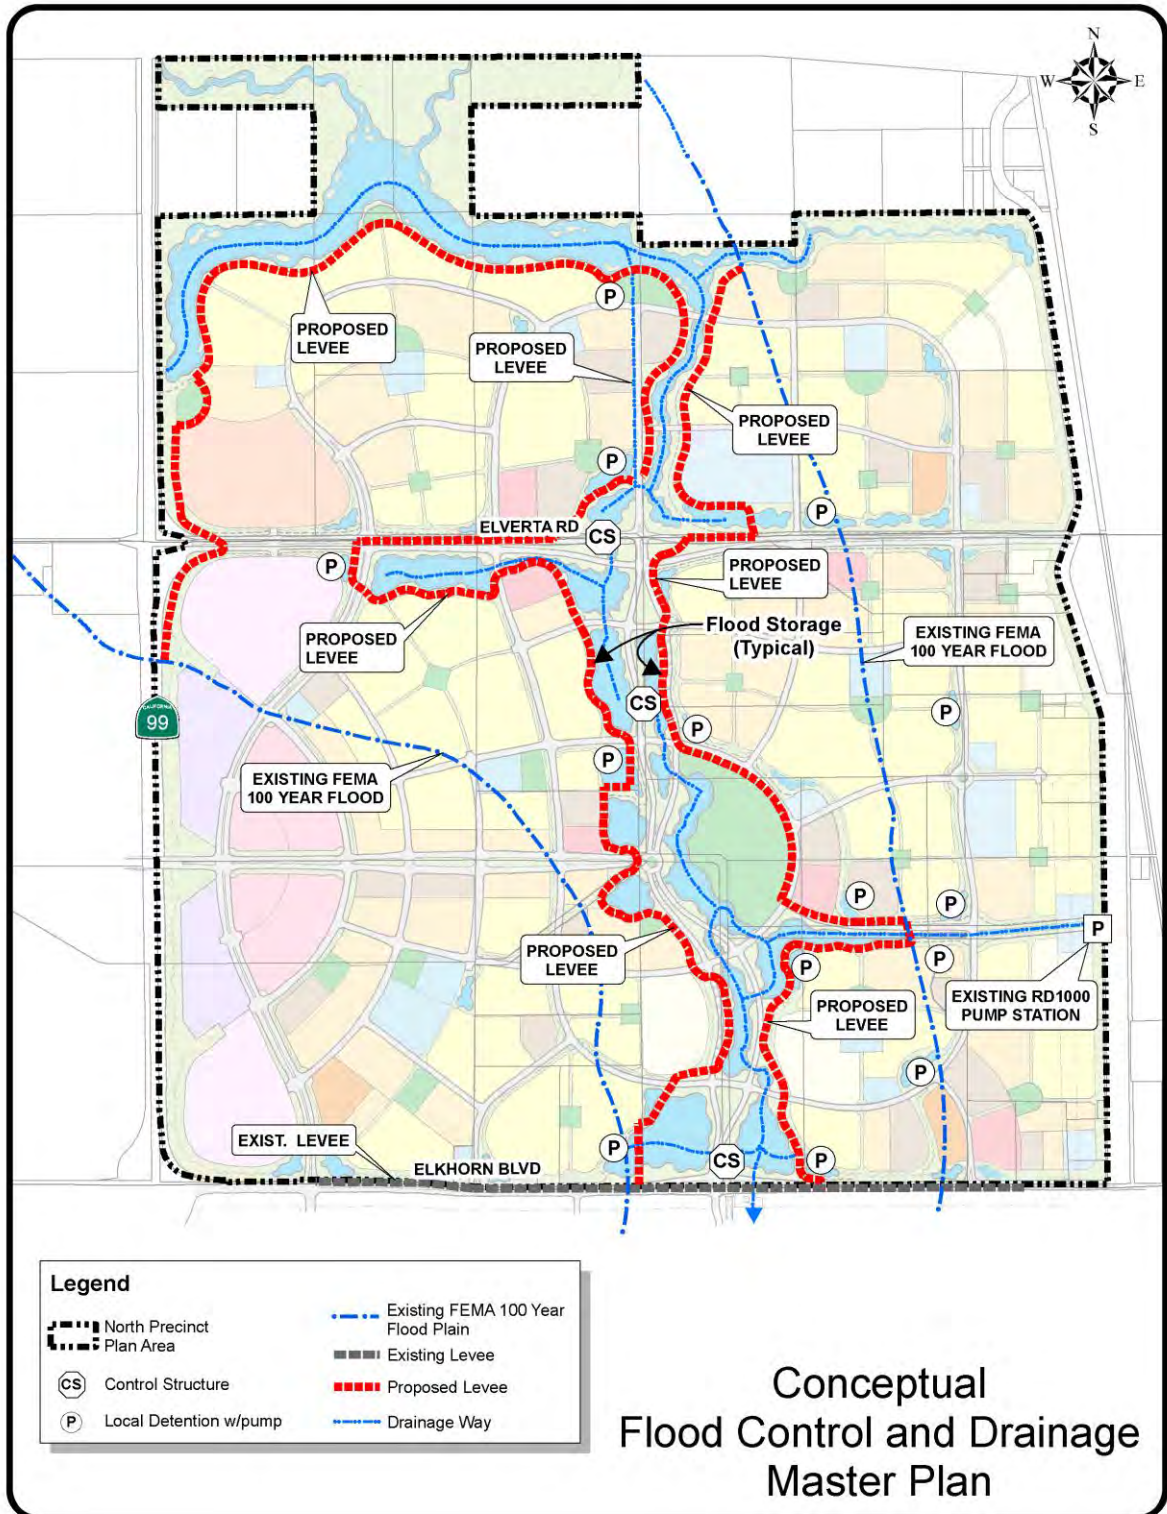 N
W
E
S
P
PROPOSED
LEVEE
PROPOSED
LEVEE
PROPOSED
LEVEE
P
P
ELVERTA RD
CS
P
PROPOSED
LEVEE
PROPOSED
LEVEE
Flood Storage
(Typical)
EXISTING FEMA
100 YEAR FLOOD
CALIFORNIA
99
CS
P
P
P
EXISTING FEMA
100 YEAR FLOOD
P
P
P
PROPOSED
LEVEE
P
P
PROPOSED
LEVEE
EXISTING RD1000
PUMP STATION
P
EXIST. LEVEE
P
ELKHORN BLVD
CS
P
Legend
North Precinct
Plan Area
CS
Control Structure
P
Local Detention w/pump
Existing FEMA 100 Year
Flood Plain
Existing Levee
Proposed Levee
Drainage Way
Conceptual
Flood Control and Drainage
Master Plan